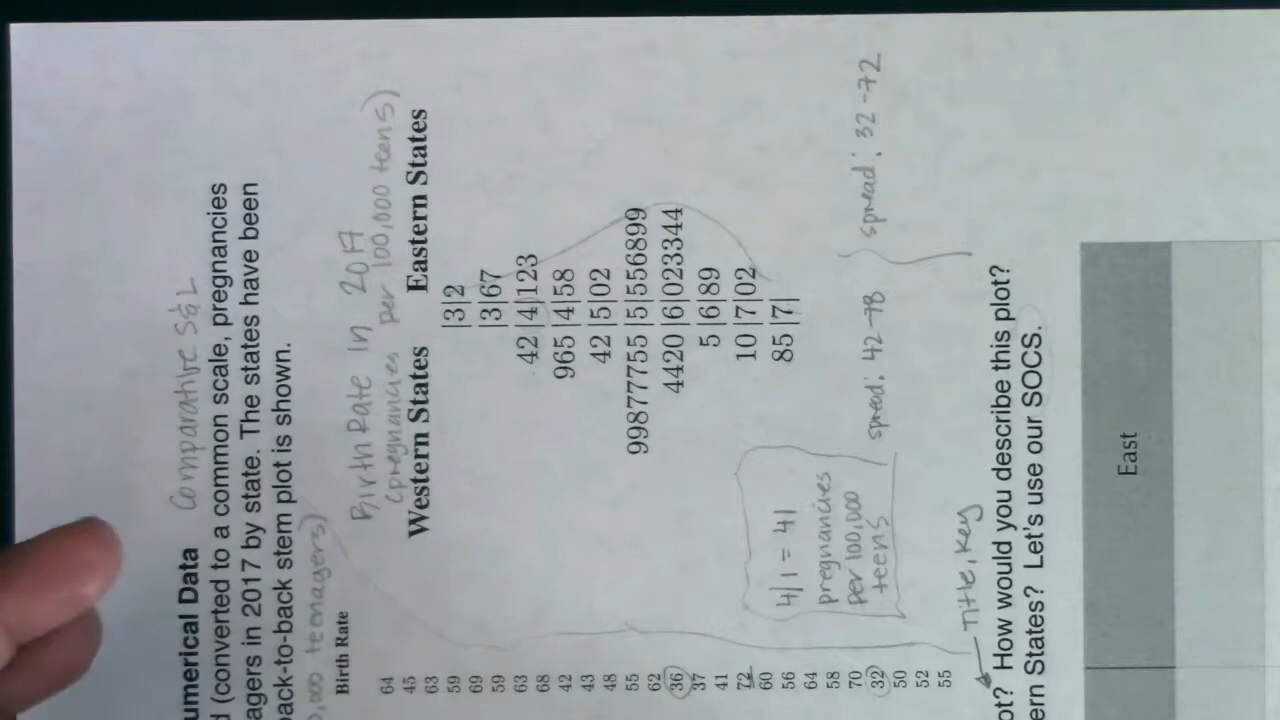 umerical Data Comparative S&L
d (converted to a common scale, pregnancies
agers in 2017 by state. The states have been
back-to-back stem plot is shown.
0,000 teenagers)
Birth Rate
64
45
63
59
69
59
63
68
42
43
48
55
62
36
37
41
72
60
56
64
58
70
32
50
52
55
Birth Rate in 2017
(pregnancies per 100,000 teens)
Western States Eastern States
|3|2
|3|67
42|4|123
965|4|58
42|5|02
99877755|5|556899
4420|6|023344
5|6|89
10|7|02
85|7|
4/1 = 41
pregnancies
per 100,000
teens
spread: 42-78
spread: 32-72
Title, Key
ot? How would you describe this plot?
ern States? Let's use our SOCS.
East